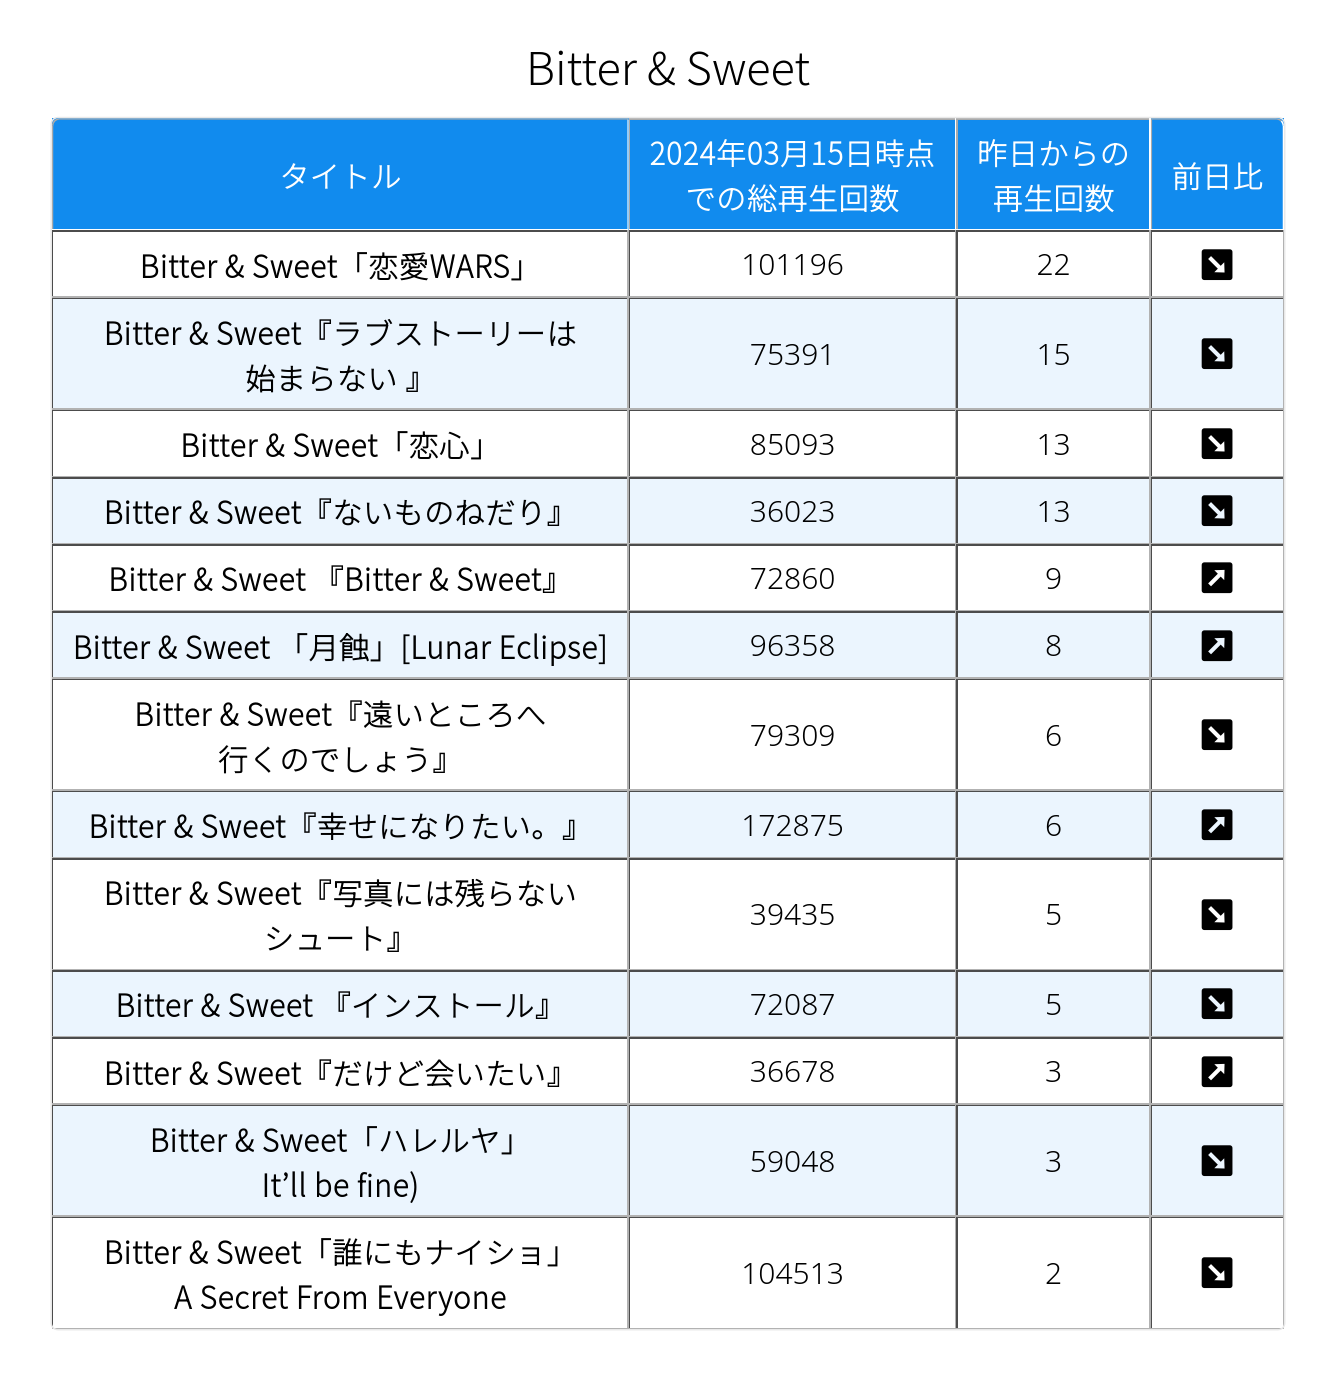 Bitter & Sweet
タイトル
2024年03月15日時点
での総再生回数
昨日からの
再生回数
前日比
Bitter & Sweet「恋愛WARS」
101196
22
↘
Bitter & Sweet『ラブストーリーは
始まらない 』
75391
15
↘
Bitter & Sweet「恋心」
85093
13
↘
Bitter & Sweet『ないものねだり』
36023
13
↘
Bitter & Sweet 『Bitter & Sweet』
72860
9
↗
Bitter & Sweet 「月蝕」[Lunar Eclipse]
96358
8
↗
Bitter & Sweet『遠いところへ
行くのでしょう』
79309
6
↘
Bitter & Sweet『幸せになりたい。』
172875
6
↗
Bitter & Sweet『写真には残らない
シュート』
39435
5
↘
Bitter & Sweet 『インストール』
72087
5
↘
Bitter & Sweet『だけど会いたい』
36678
3
↗
Bitter & Sweet「ハレルヤ」
It’ll be fine)
59048
3
↘
Bitter & Sweet「誰にもナイショ」
A Secret From Everyone
104513
2
↘